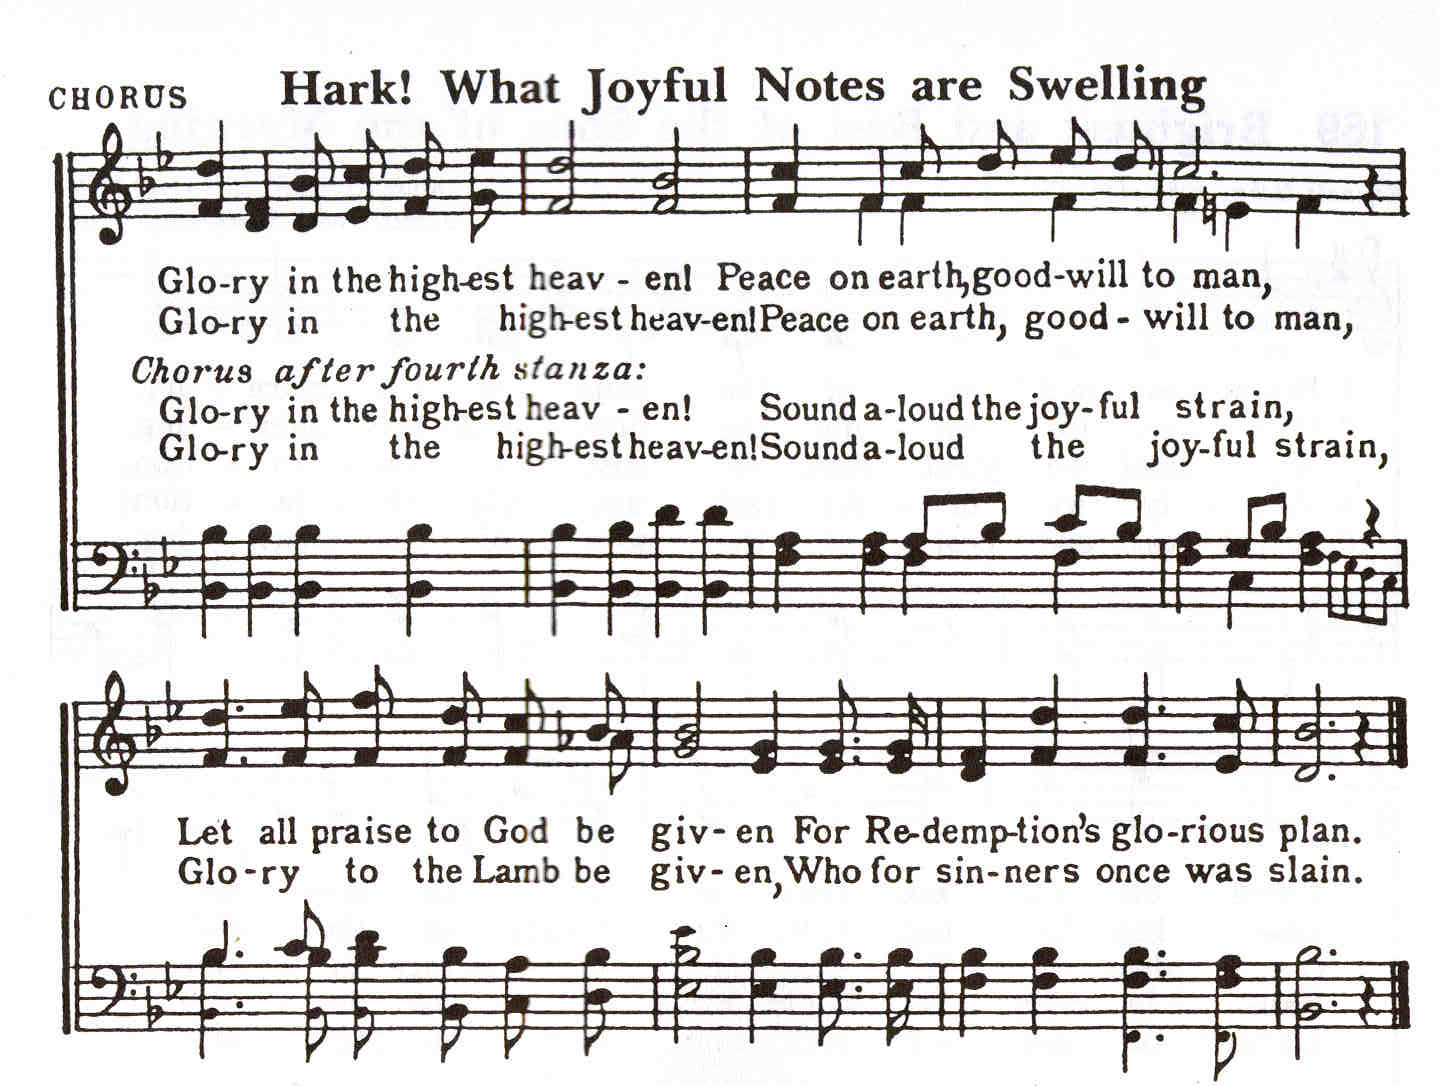 CHORUS Hark! What Joyful Notes are Swelling
Glo-ry in the high-est heav - en! Peace on earth, good-will to man,
Glo-ry in the high-est heav-en! Peace on earth, good - will to man,
Chorus after fourth stanza:
Glo-ry in the high-est heav - en! Sound a-loud the joy-ful strain,
Glo-ry in the high-est heav-en! Sound a-loud the joy-ful strain,
Let all praise to God be giv- en For Re-demp-tion's glo-rious plan.
Glo-ry to the Lamb be giv- en, Who for sin-ners once was slain.